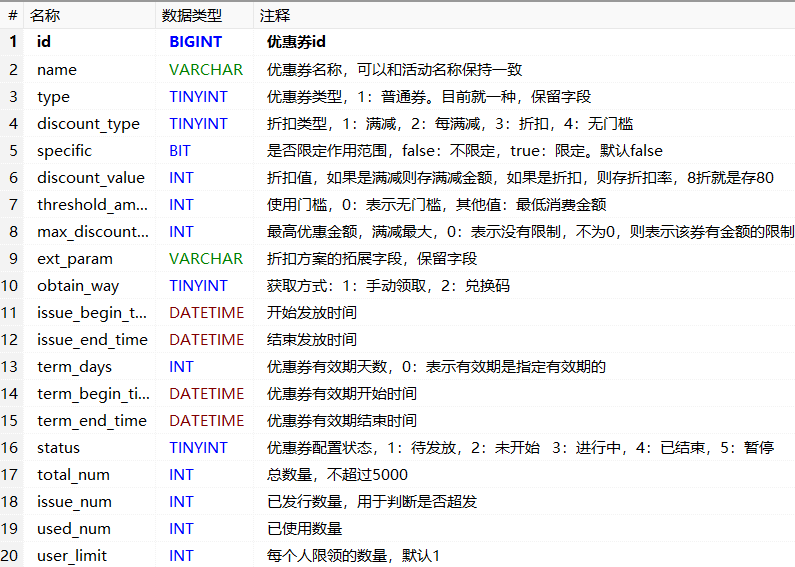 # 名称 数据类型 注释
1 id BIGINT 优惠券id
2 name VARCHAR 优惠券名称，可以和活动名称保持一致
3 type TINYINT 优惠券类型，1：普通券。目前就一种，保留字段
4 discount_type TINYINT 折扣类型，1：满减，2：每满减，3：折扣，4：无门槛
5 specific BIT 是否限定作用范围，false：不限定，true：限定。默认false
6 discount_value INT 折扣值，如果是满减则存满减金额，如果是折扣，则存折扣率，8折就是存80
7 threshold_am... INT 使用门槛，0：表示无门槛，其他值：最低消费金额
8 max_discount... INT 最高优惠金额，满减最大，0：表示没有限制，不为0，则表示该券有金额的限制
9 ext_param VARCHAR 折扣方案的拓展字段，保留字段
10 obtain_way TINYINT 获取方式：1：手动领取，2：兑换码
11 issue_begin_t... DATETIME 开始发放时间
12 issue_end_time DATETIME 结束发放时间
13 term_days INT 优惠券有效期天数，0：表示有效期是指定有效期的
14 term_begin_ti... DATETIME 优惠券有效期开始时间
15 term_end_time DATETIME 优惠券有效期结束时间
16 status TINYINT 优惠券配置状态，1：待发放，2：未开始 3：进行中，4：已结束，5：暂停
17 total_num INT 总数量，不超过5000
18 issue_num INT 已发行数量，用于判断是否超发
19 used_num INT 已使用数量
20 user_limit INT 每个人限领的数量，默认1